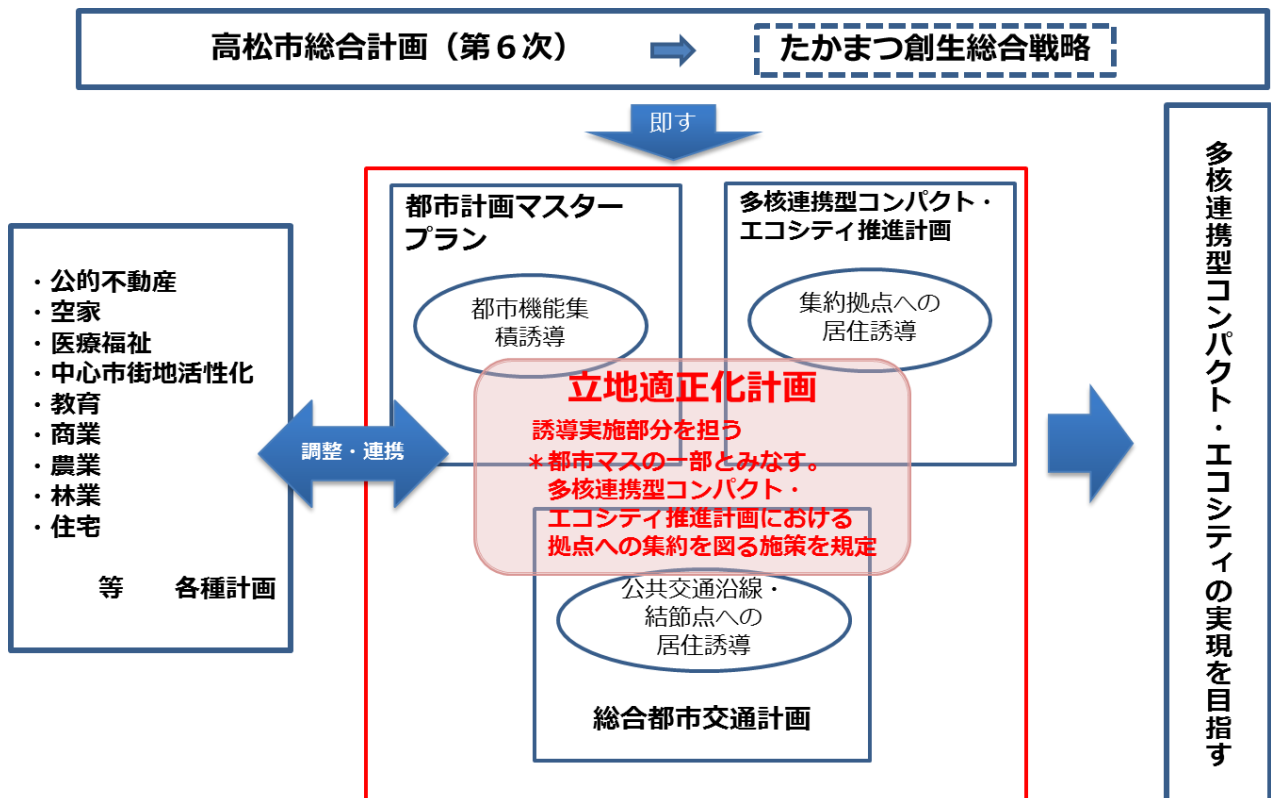 高松市総合計画（第６次）
たかまつ創生総合戦略
即す
都市計画マスター
プラン
都市機能集
積誘導
多核連携型コンパクト・
エコシティ推進計画
集約拠点への
居住誘導
・公的不動産
・空家
・医療福祉
・中心市街地活性化
・教育
・商業
・農業
・林業
・住宅
等　　各種計画
調整・連携
立地適正化計画
誘導実施部分を担う
＊都市マスの一部とみなす。
多核連携型コンパクト・
エコシティ推進計画における
拠点への集約を図る施策を規定
公共交通沿線・
結節点への
居住誘導
総合都市交通計画
多核連携型コンパクト・エコシティの実現を目指す